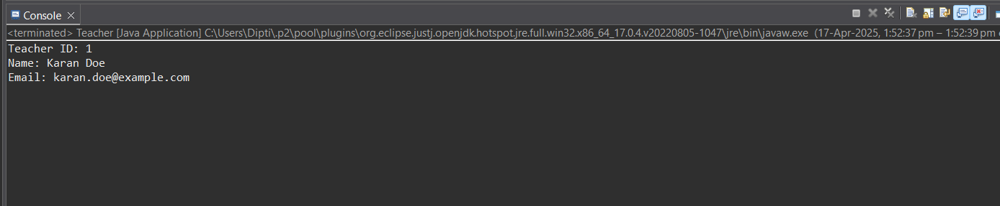 Console
<terminated> Teacher [Java Application] C:\Users\Dipti\.p2\pool\plugins\org.eclipse.justj.openjdk.hotspot.jre.full.win32.x86_64_17.0.4.v20220805-1047\jre\bin\javaw.exe (17-Apr-2025, 1:52:37 pm – 1:52:39 pm
Teacher ID: 1
Name: Karan Doe
Email: karan.doe@example.com